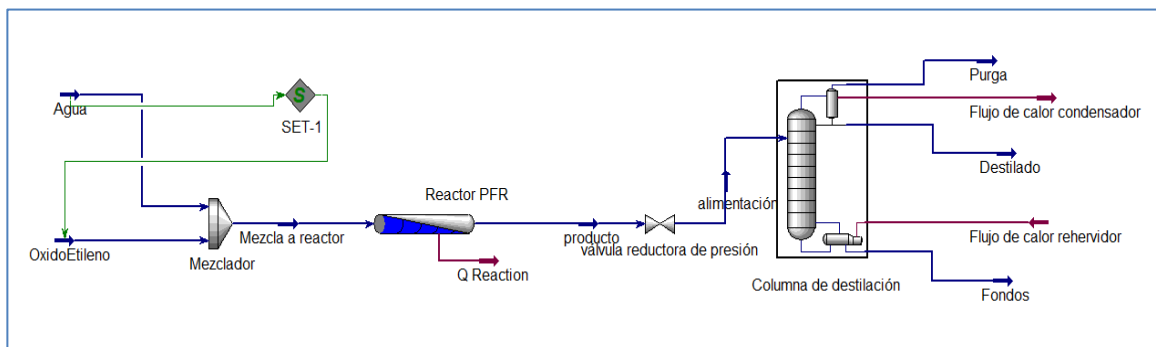 Agua
S
SET-1
OxidoEtileno
Mezclador
Mezcla a reactor
Reactor PFR
Q Reaction
producto
válvula reductora de presión
alimentación
Purga
Flujo de calor condensador
Destilado
Flujo de calor rehervidor
Columna de destilación
Fondos